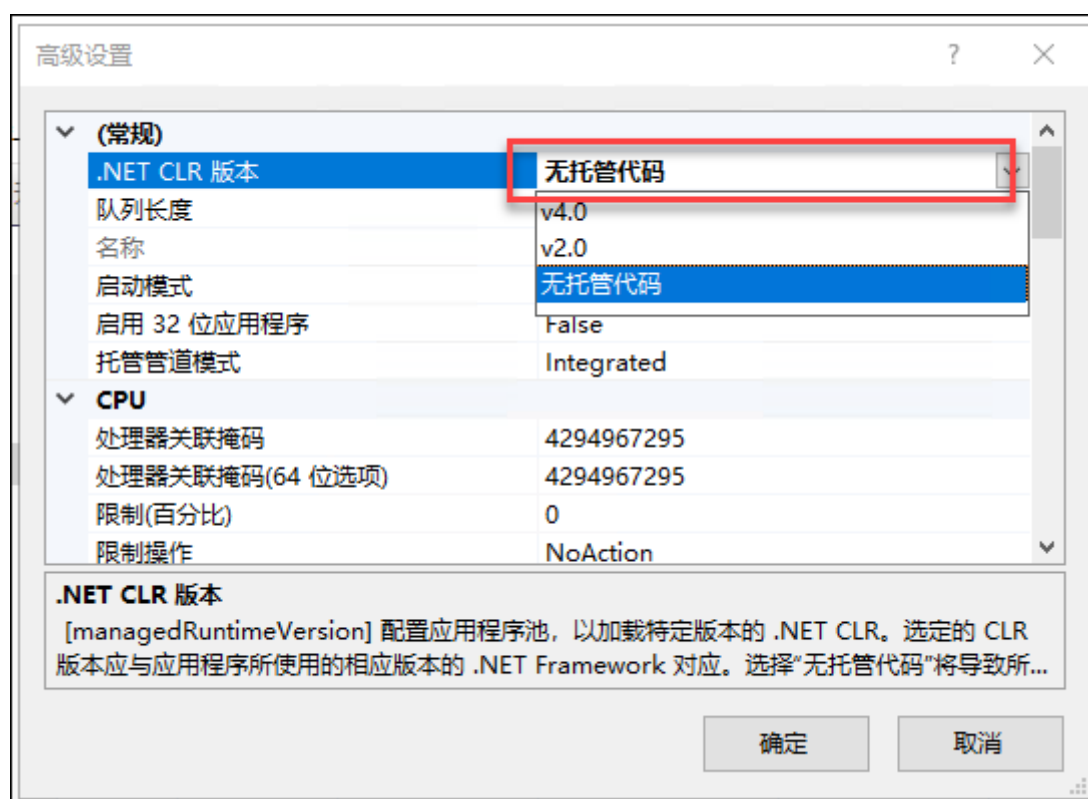 高级设置
(常规)
.NET CLR 版本 无托管代码
队列长度 v4.0
名称 v2.0
启动模式 无托管代码
启用 32 位应用程序 False
托管管道模式 Integrated
CPU
处理器关联掩码 4294967295
处理器关联掩码(64 位选项) 4294967295
限制(百分比) 0
限制操作 NoAction
.NET CLR 版本
[managedRuntimeVersion] 配置应用程序池，以加载特定版本的 .NET CLR。选定的 CLR
版本应与应用程序所使用的相应版本的 .NET Framework 对应。选择“无托管代码”将导致所...
确定 取消